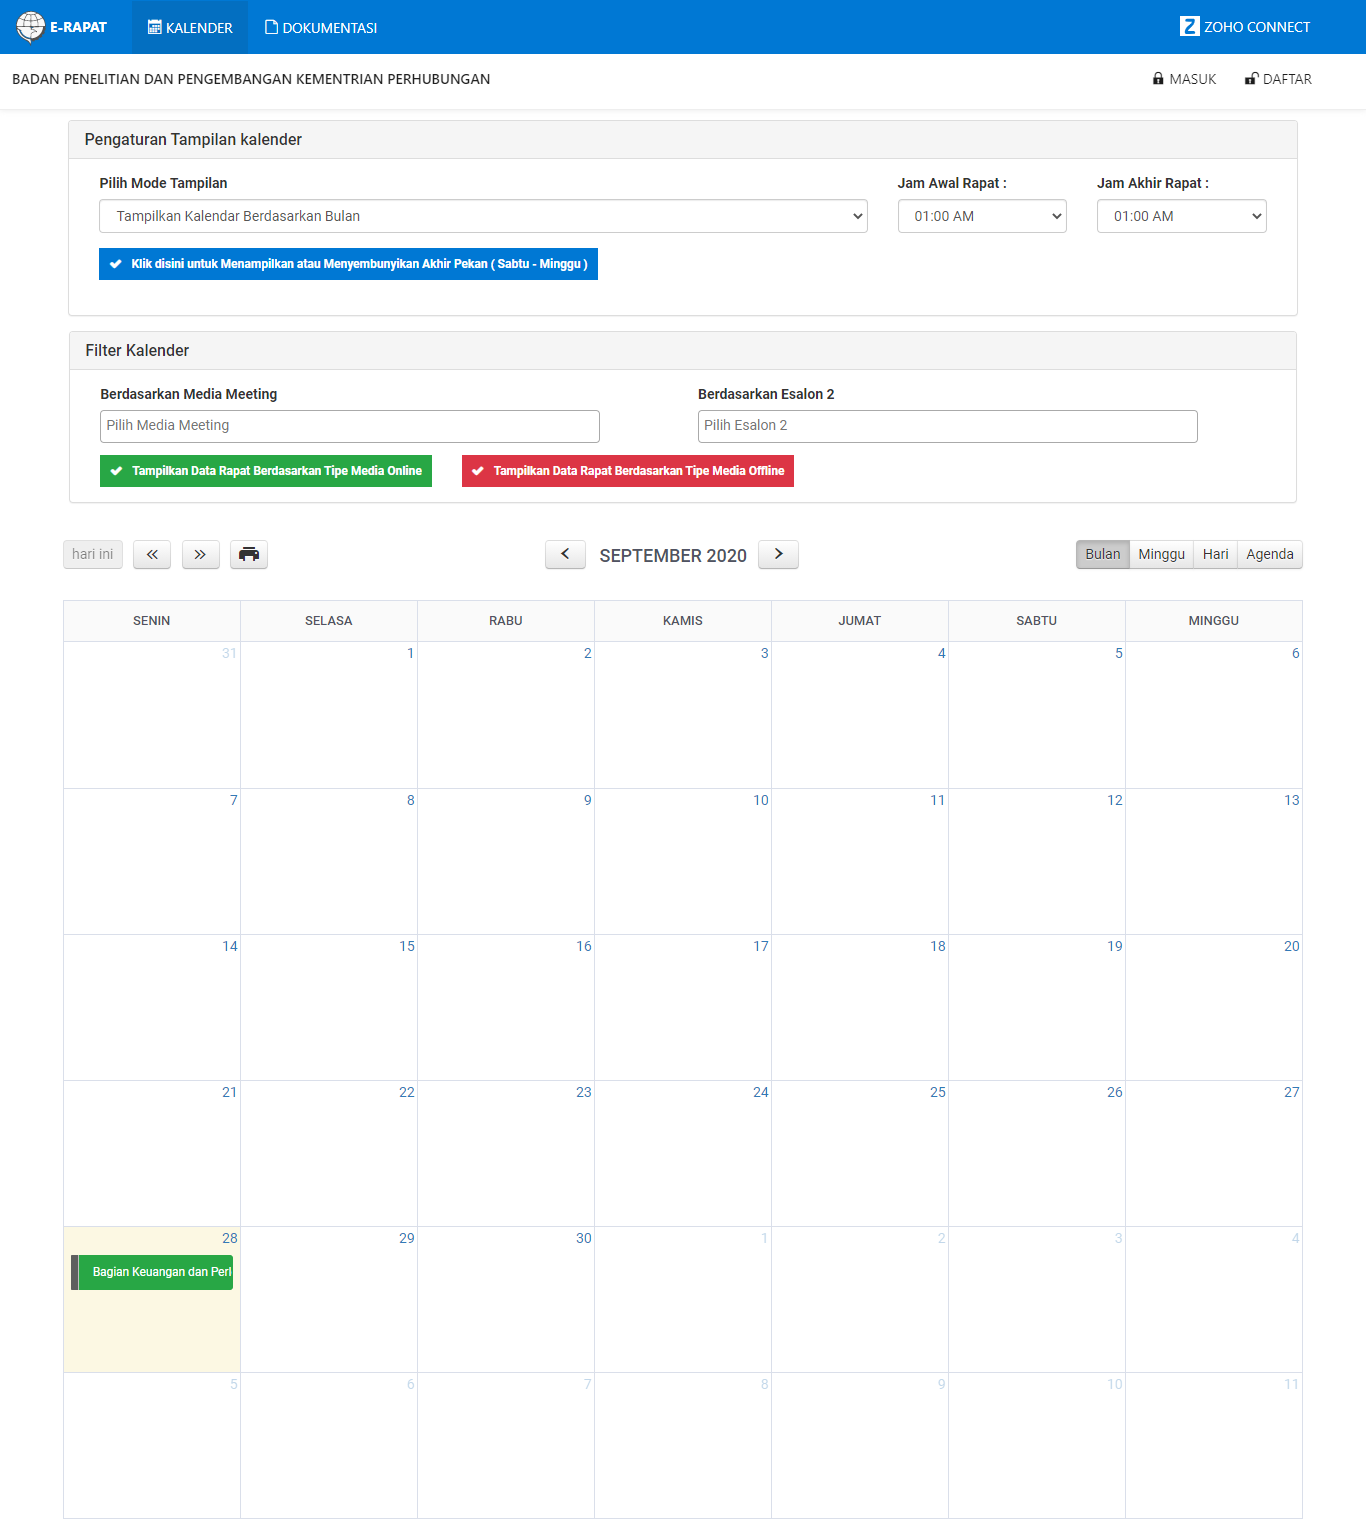 E-RAPAT KALENDER DOKUMENTASI ZOHO CONNECT
BADAN PENELITIAN DAN PENGEMBANGAN KEMENTRIAN PERHUBUNGAN MASUK DAFTAR
Pengaturan Tampilan kalender
Pilih Mode Tampilan Jam Awal Rapat : Jam Akhir Rapat :
Tampilkan Kalendar Berdasarkan Bulan 01:00 AM 01:00 AM
Klik disini untuk Menampilkan atau Menyembunyikan Akhir Pekan ( Sabtu - Minggu )
Filter Kalender
Berdasarkan Media Meeting Berdasarkan Esalon 2
Pilih Media Meeting Pilih Esalon 2
Tampilkan Data Rapat Berdasarkan Tipe Media Online Tampilkan Data Rapat Berdasarkan Tipe Media Offline
hari ini SEPTEMBER 2020 Bulan Minggu Hari Agenda
SENIN SELASA RABU KAMIS JUMAT SABTU MINGGU
31 1 2 3 4 5 6
7 8 9 10 11 12 13
14 15 16 17 18 19 20
21 22 23 24 25 26 27
28 29 30 1 2 3 4
Bagian Keuangan dan Perl
5 6 7 8 9 10 11